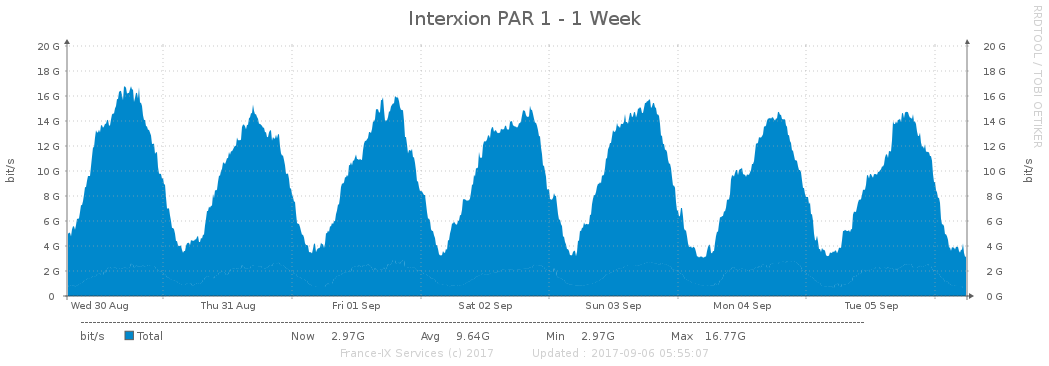 Interxion PAR 1 - 1 Week
RRDTOOL / TOBI OETIKER
20 G 20 G
18 G 18 G
16 G 16 G
14 G 14 G
12 G 12 G
10 G 10 G
8 G 8 G
6 G 6 G
4 G 4 G
2 G 2 G
0 0 G
bit/s
bit/s
Wed 30 Aug Thu 31 Aug Fri 01 Sep Sat 02 Sep Sun 03 Sep Mon 04 Sep Tue 05 Sep
bit/s Total Now 2.97G Avg 9.64G Min 2.97G Max 16.77G
France-IX Services (c) 2017 Updated : 2017-09-06 05:55:07